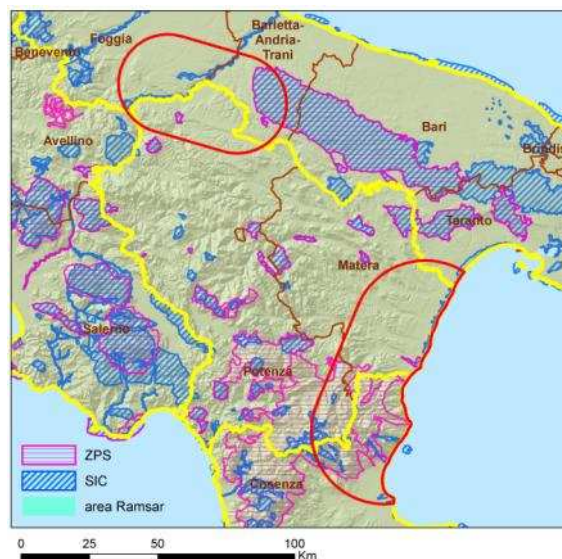 Foggia
Barletta-
Andria-
Trani
Benevento
Bari
Avellino
Brindisi
Taranto
Matera
Salerno
Potenza
Cosenza
ZPS
SIC
area Ramsar
0 25 50 100
Km